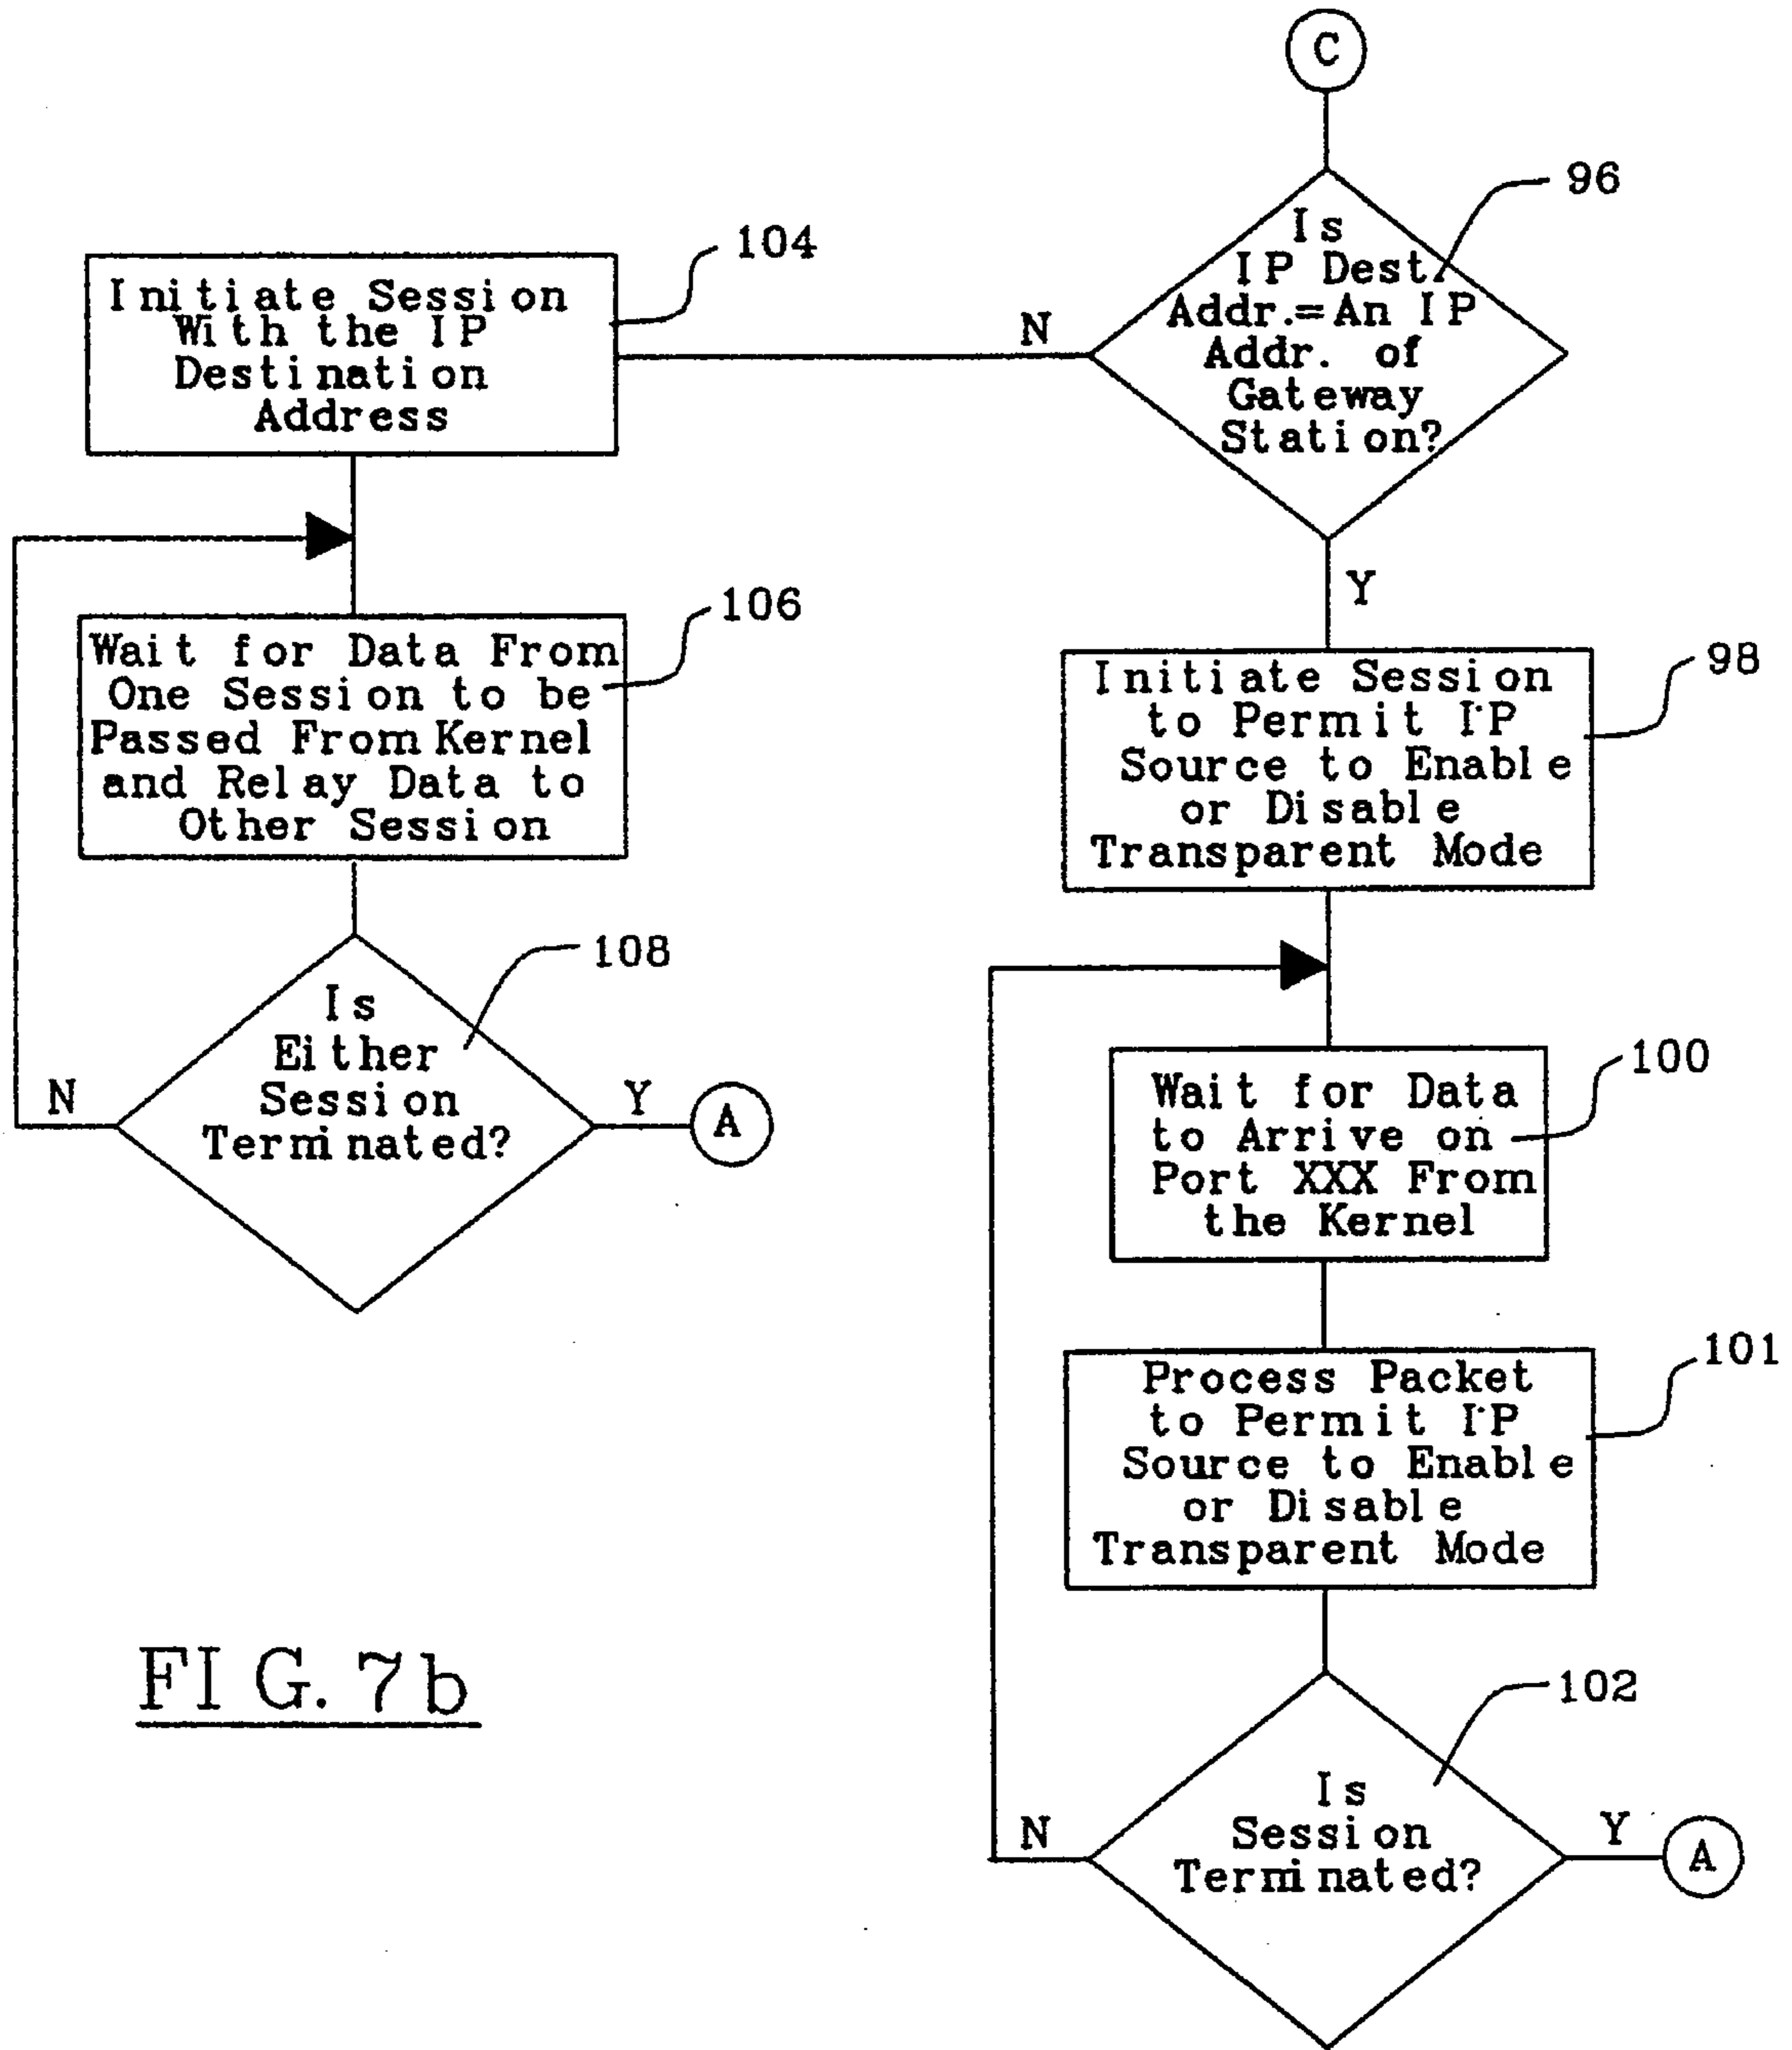 C
96
Is
IP Dest.
Addr.=An IP
Addr. of
Gateway
Station?
N
Y
104
Initiate Session
With the IP
Destination
Address
106
Wait for Data From
One Session to be
Passed From Kernel
and Relay Data to
Other Session
108
Is
Either
Session
Terminated?
N
Y
A
98
Initiate Session
to Permit IP
Source to Enable
or Disable
Transparent Mode
100
Wait for Data
to Arrive on
Port XXX From
the Kernel
101
Process Packet
to Permit IP
Source to Enable
or Disable
Transparent Mode
102
Is
Session
Terminated?
N
Y
A
FIG. 7b